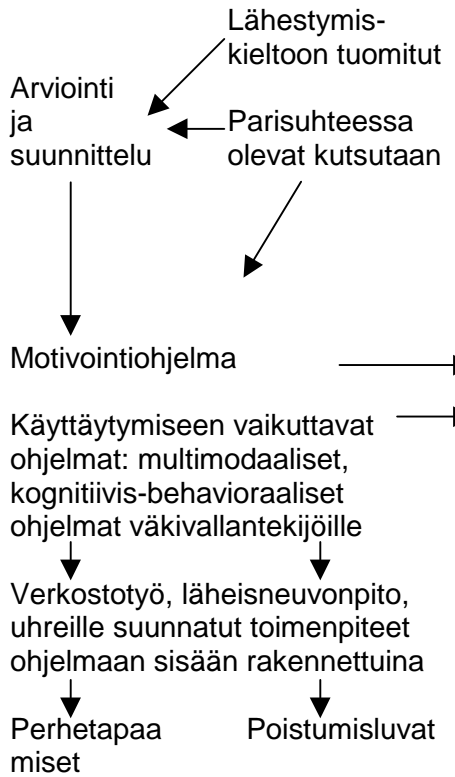 Lähestymis-
kieltoon tuomitut
Arviointi
ja
suunnittelu
Parisuhteessa
olevat kutsutaan
Motivointiohjelma
Käyttäytymiseen vaikuttavat
ohjelmat: multimodaaliset,
kognitiivis-behavioraaliset
ohjelmat väkivallantekijöille
Verkostotyö, läheisneuvonpito,
uhreille suunnatut toimenpiteet
ohjelmaan sisään rakennettuina
Perhetapaa
miset
Poistumisluvat